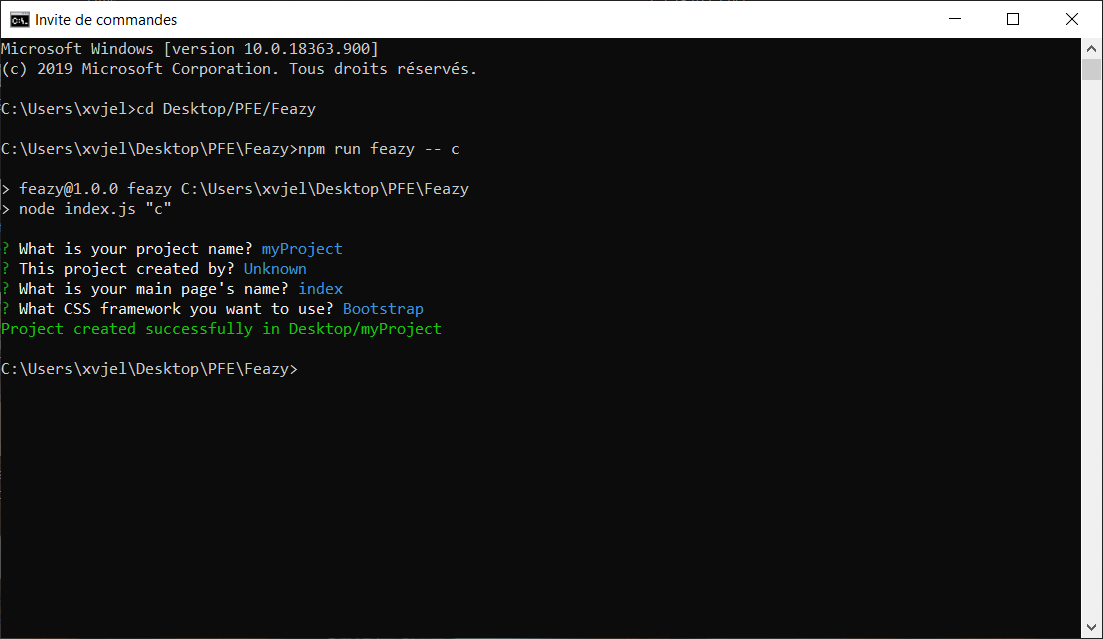 Invite de commandes
Microsoft Windows [version 10.0.18363.900]
(c) 2019 Microsoft Corporation. Tous droits réservés.
C:\Users\xvjel>cd Desktop/PFE/Feazy
C:\Users\xvjel\Desktop\PFE\Feazy>npm run feazy -- c
> feazy@1.0.0 feazy C:\Users\xvjel\Desktop\PFE\Feazy
> node index.js "c"
? What is your project name? myProject
? This project created by? Unknown
? What is your main page's name? index
? What CSS framework you want to use? Bootstrap
Project created successfully in Desktop/myProject
C:\Users\xvjel\Desktop\PFE\Feazy>